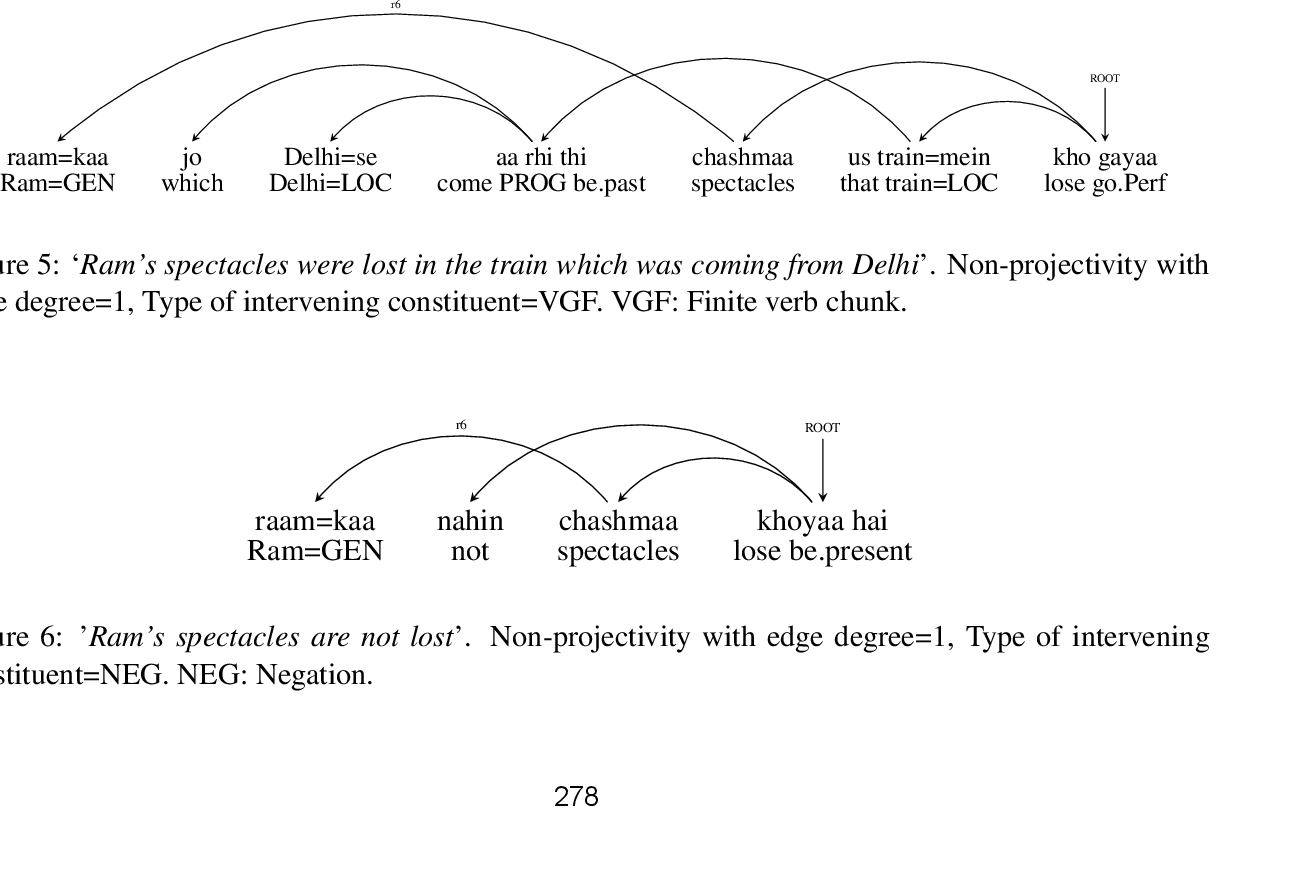 r6
ROOT
raam=kaa jo Delhi=se aa rhi thi chashmaa us train=mein kho gayaa
Ram=GEN which Delhi=LOC come PROG be.past spectacles that train=LOC lose go.Perf
ure 5: ‘Ram’s spectacles were lost in the train which was coming from Delhi’. Non-projectivity with
e degree=1, Type of intervening constituent=VGF. VGF: Finite verb chunk.
r6
ROOT
raam=kaa nahin chashmaa khoyaa hai
Ram=GEN not spectacles lose be.present
ure 6: ’Ram’s spectacles are not lost’. Non-projectivity with edge degree=1, Type of intervening
stituent=NEG. NEG: Negation.
278